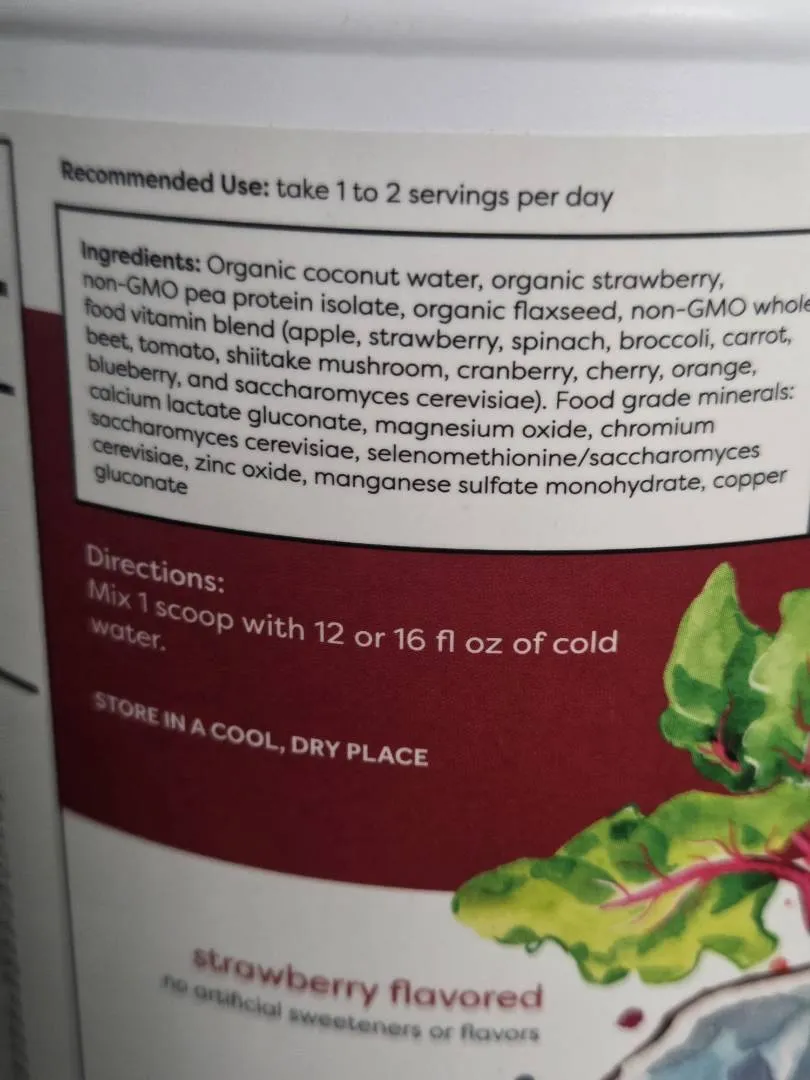 Recommended Use: take 1 to 2 servings per day
Ingredients: Organic coconut water, organic strawberry,
non-GMO pea protein isolate, organic flaxseed, non-GMO whole
food vitamin blend (apple, strawberry, spinach, broccoli, carrot,
beet, tomato, shiitake mushroom, cranberry, cherry, orange,
blueberry, and saccharomyces cerevisiae). Food grade minerals:
calcium lactate gluconate, magnesium oxide, chromium
saccharomyces cerevisiae, selenomethionine/saccharomyces
cerevisiae, zinc oxide, manganese sulfate monohydrate, copper
gluconate
Directions:
Mix 1 scoop with 12 or 16 fl oz of cold
water.
STORE IN A COOL, DRY PLACE
strawberry flavored
no artificial sweeteners or flavors